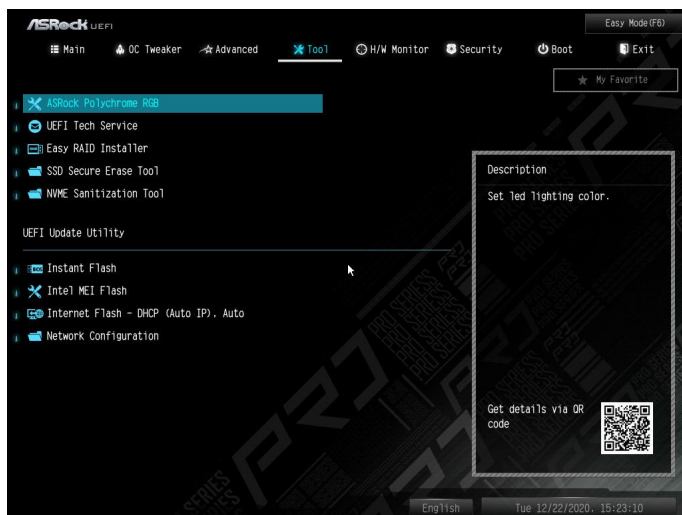 ASRock UEFI
Easy Mode(F6)
Main OC Tweaker Advanced Tool H/W Monitor Security Boot Exit
My Favorite
ASRock Polychrome RGB
UEFI Tech Service
Easy RAID Installer
SSD Secure Erase Tool
NVME Sanitization Tool
UEFI Update Utility
Instant Flash
Intel MEI Flash
Internet Flash - DHCP (Auto IP). Auto
Network Configuration
Description
Set led lighting color.
Get details via QR
code
English
Tue 12/22/2020. 15:23:10
PRO SERIES